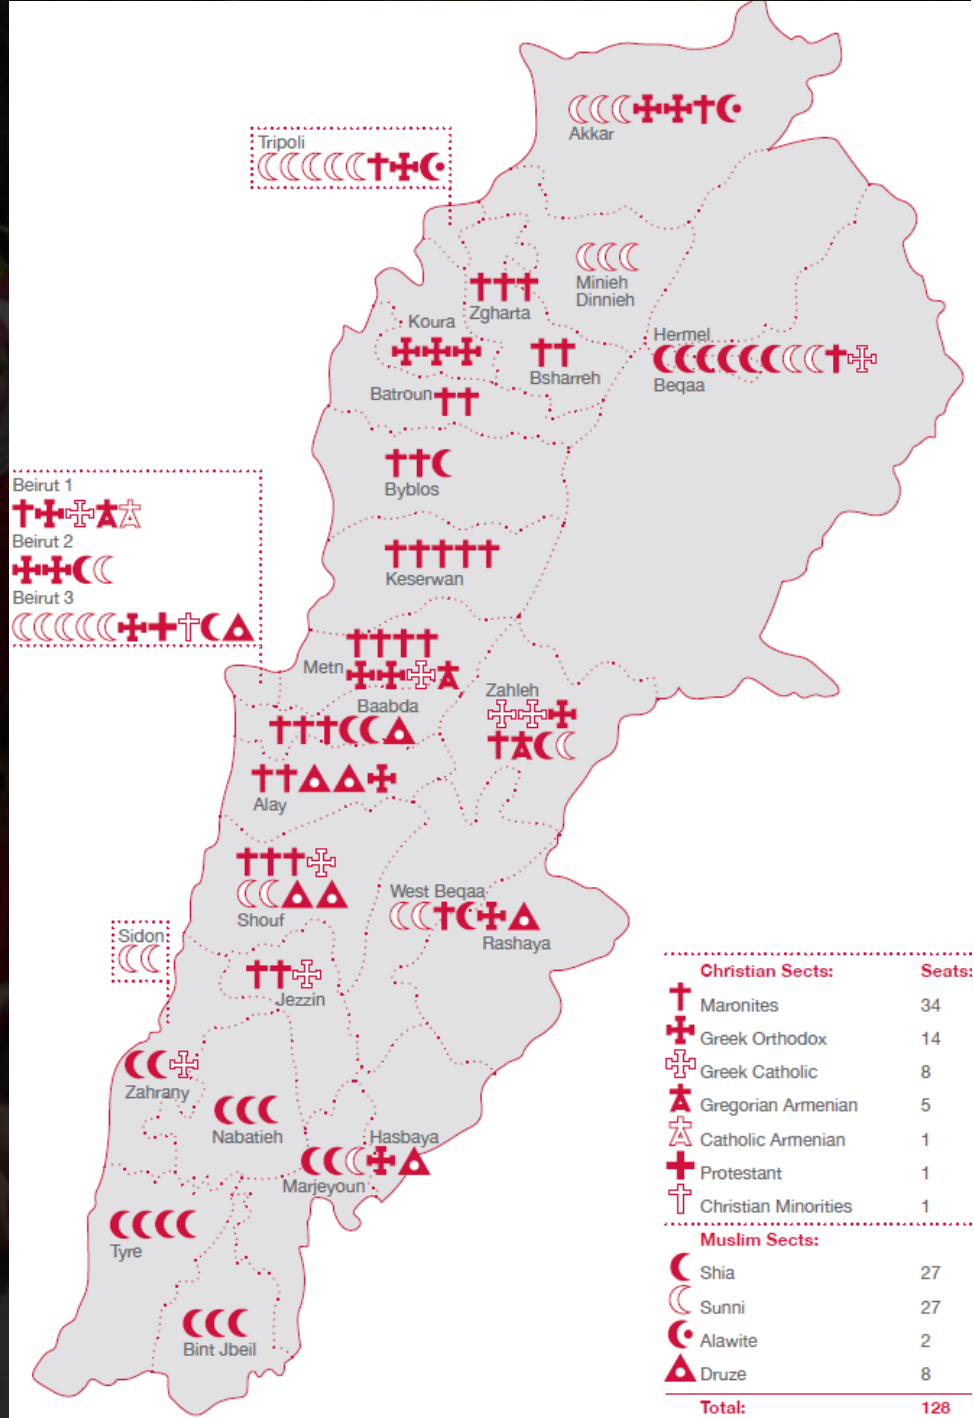 Akkar
Tripoli
Minieh
Dinnieh
Zgharta
Koura
Hermel
Bsharreh
Beqaa
Batroun
Byblos
Beirut 1
Beirut 2
Keserwan
Beirut 3
Metn
Zahleh
Baabda
Alay
West Beqaa
Shouf
Sidon
Rashaya
Jezzin
Zahrany
Nabatieh
Hasbaya
Marjeyoun
Tyre
Bint Jbeil
Christian Sects: Seats:
Maronites 34
Greek Orthodox 14
Greek Catholic 8
Gregorian Armenian 5
Catholic Armenian 1
Protestant 1
Christian Minorities 1
Muslim Sects:
Shia 27
Sunni 27
Alawite 2
Druze 8
Total: 128